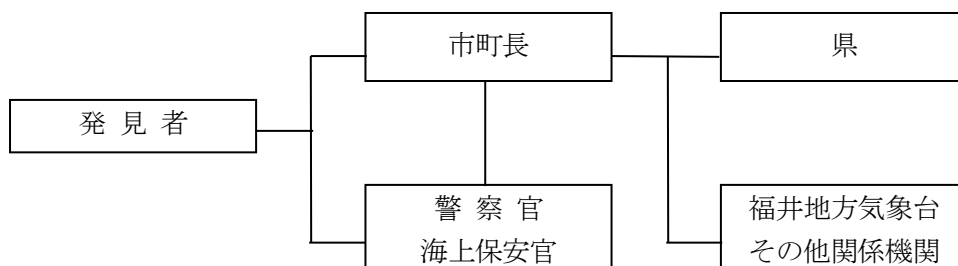 市町長
県
発 見 者
警 察 官
海上保安官
福井地方気象台
その他関係機関